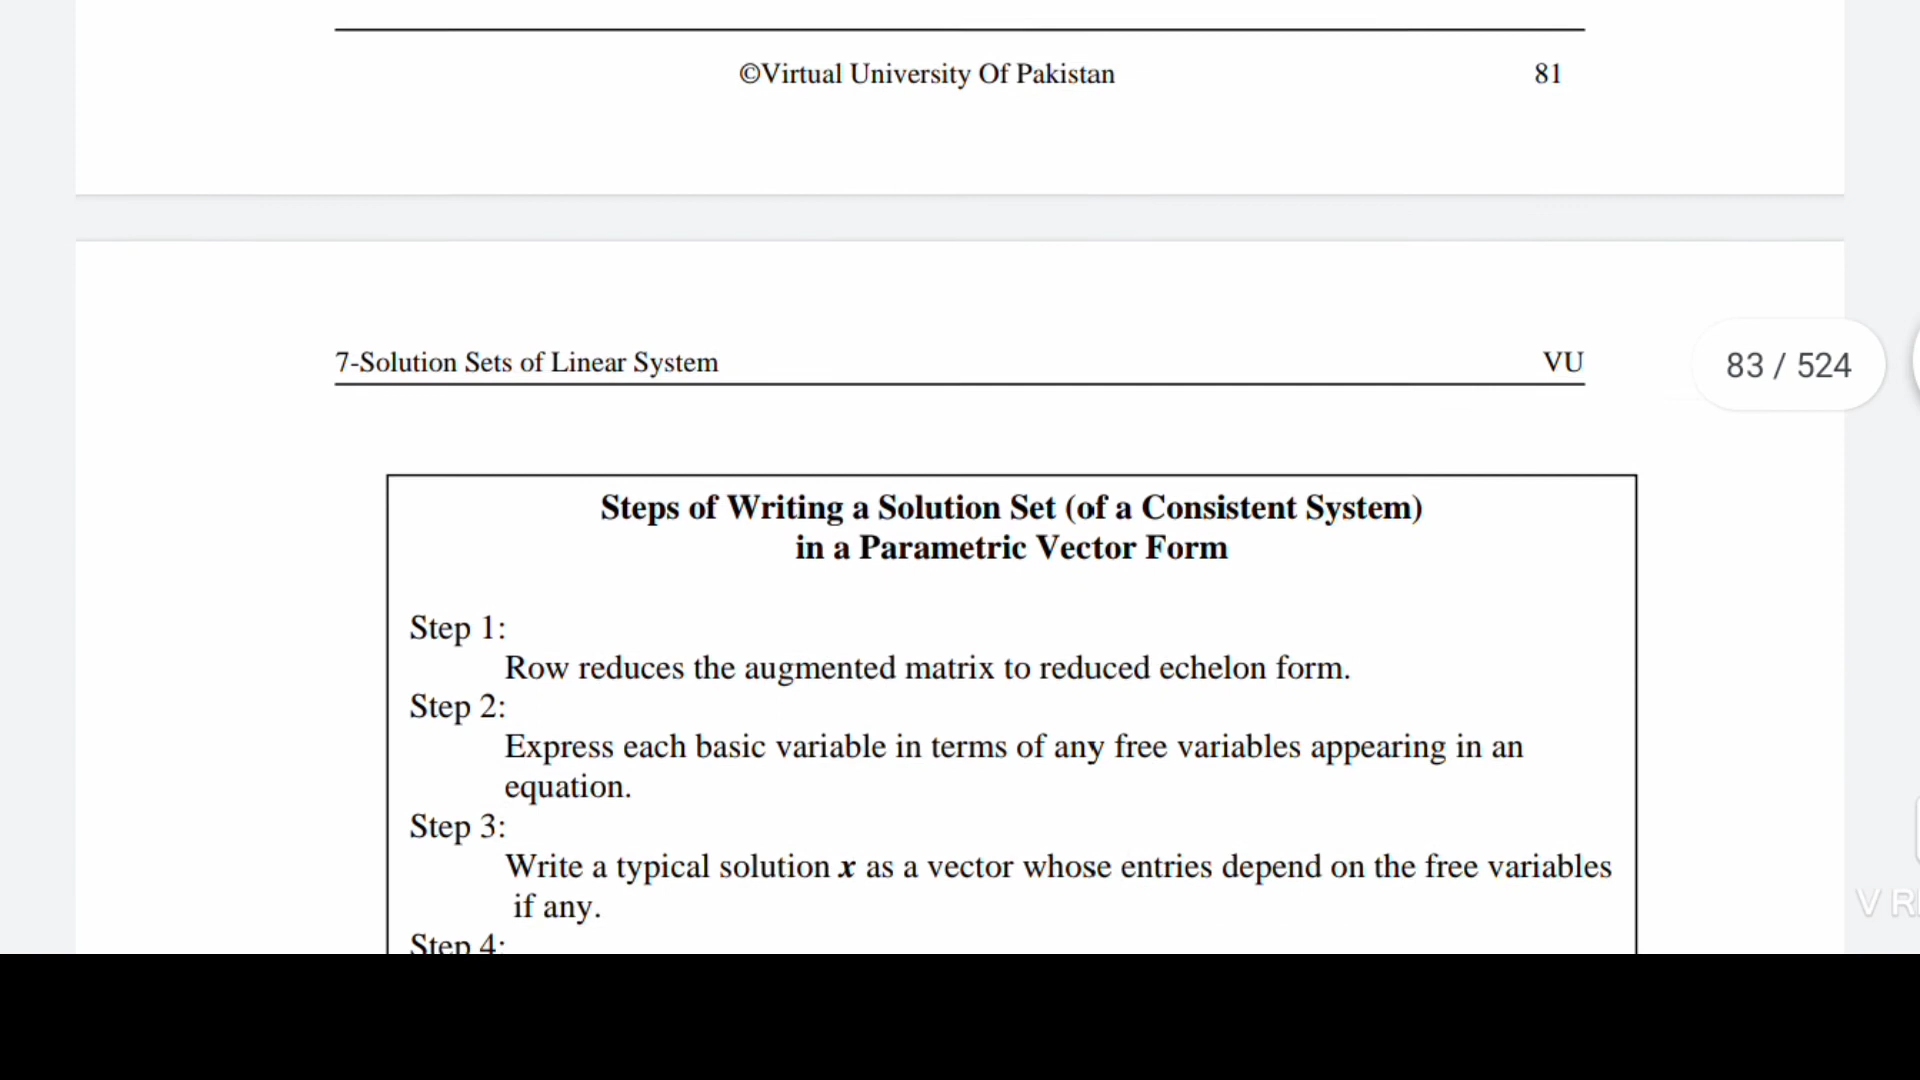 ©Virtual University Of Pakistan 81
7-Solution Sets of Linear System VU
83 / 524
Steps of Writing a Solution Set (of a Consistent System)
in a Parametric Vector Form
Step 1:
Row reduces the augmented matrix to reduced echelon form.
Step 2:
Express each basic variable in terms of any free variables appearing in an
equation.
Step 3:
Write a typical solution x as a vector whose entries depend on the free variables
if any.
Step 4: